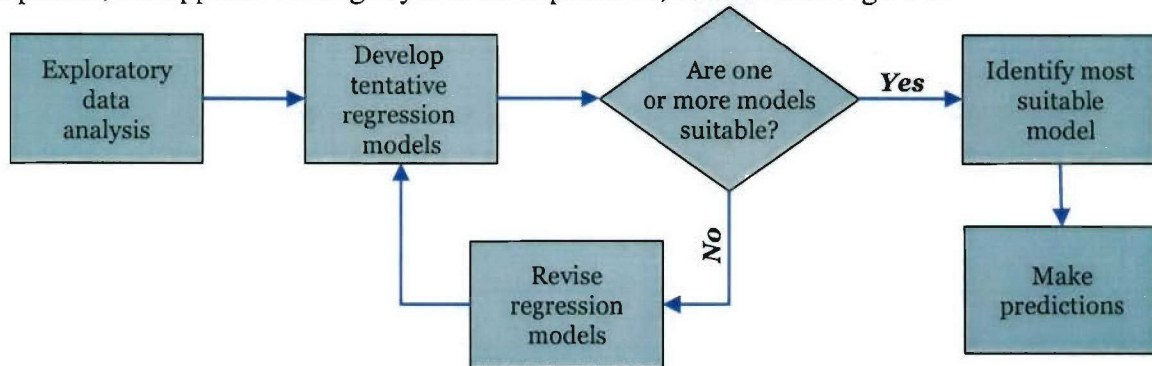 Exploratory
data
analysis
Develop
tentative
regression
models
Are one
or more models
suitable?
Yes
Identify most
suitable
model
No
Revise
regression
models
Make
predictions